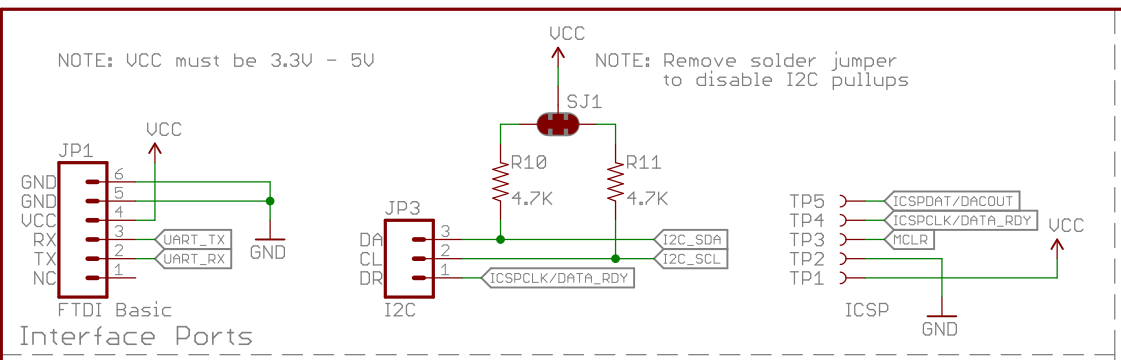 VCC
NOTE: VCC must be 3.3V - 5V
NOTE: Remove solder jumper
to disable I2C pullups
SJ1
VCC
JP1
R10
R11
4.7K
4.7K
GND 6
GND 5
VCC 4
RX 3 UART_TX
TX 2 UART_RX
NC 1
FTDI Basic
GND
JP3
DA 3 I2C_SDA
CL 2 I2C_SCL
DR 1 ICSPCLK/DATA_RDY
I2C
TP5 ICSPDAT/DACOUT
TP4 ICSPCLK/DATA_RDY
TP3 MCLR
TP2
TP1
VCC
ICSP
GND
Interface Ports